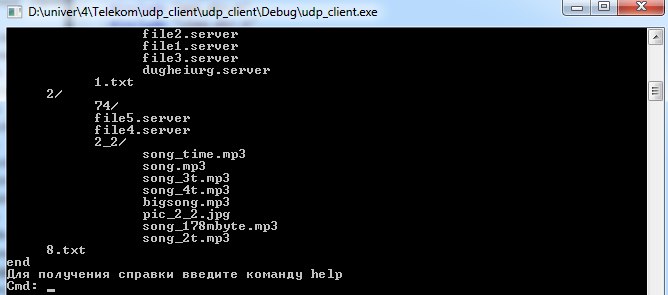 D:\univer\4\Telekom\udp_client\udp_client\Debug\udp_client.exe
file2.server
file1.server
file3.server
dugheiurg.server
1.txt
2/
74/
file5.server
file4.server
2_2/
song_time.mp3
song.mp3
song_3t.mp3
song_4t.mp3
bigsong.mp3
pic_2_2.jpg
song_178mbyte.mp3
song_2t.mp3
8.txt
end
Для получения справки введите команду help
Cmd: _